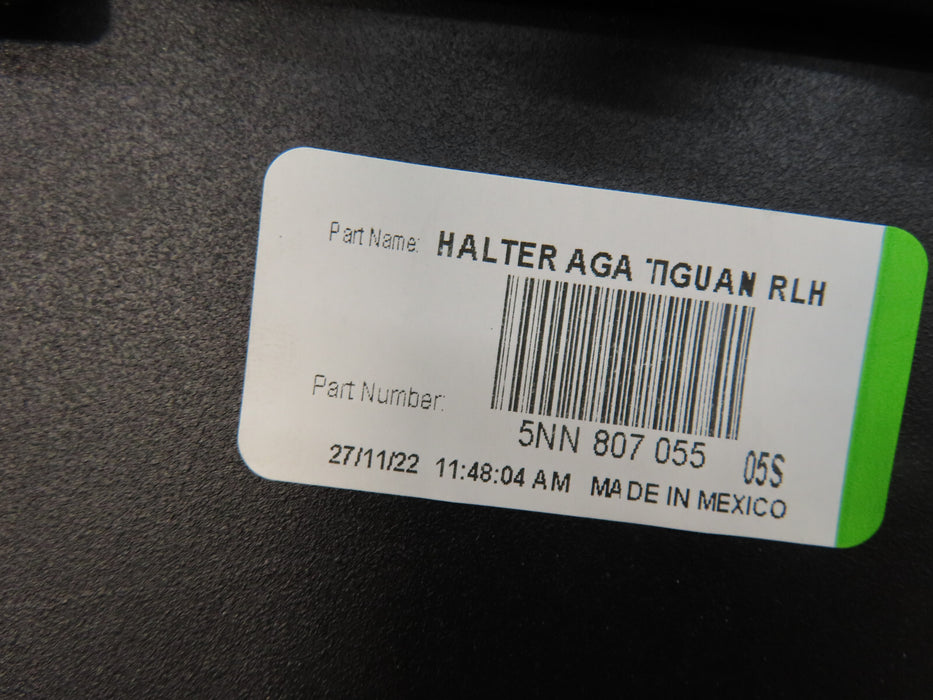 Part Name: HALTER AGA TIGUAN RLH
Part Number:
5NN 807 055 05S
27/11/22 11:48:04 AM MADE IN MEXICO